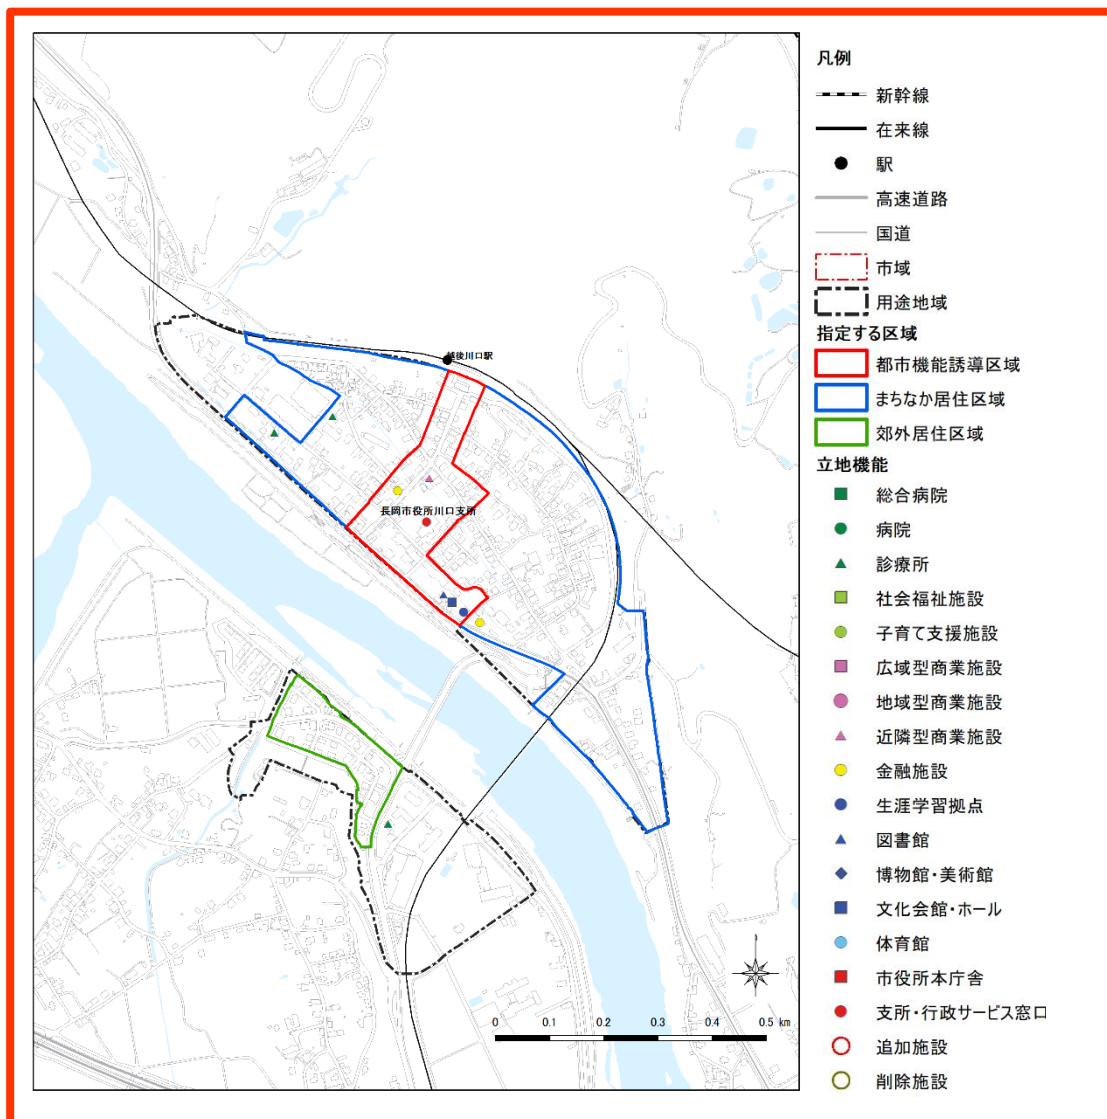 凡例
新幹線
在来線
駅
高速道路
国道
市域
用途地域
指定する区域
都市機能誘導区域
まちなか居住区域
郊外居住区域
立地機能
総合病院
病院
診療所
社会福祉施設
子育て支援施設
広域型商業施設
地域型商業施設
近隣型商業施設
金融施設
生涯学習拠点
図書館
博物館・美術館
文化会館・ホール
体育館
市役所本庁舎
支所・行政サービス窓口
追加施設
削除施設
越後川口駅
長岡市役所川口支所
0 0.1 0.2 0.3 0.4 0.5 km